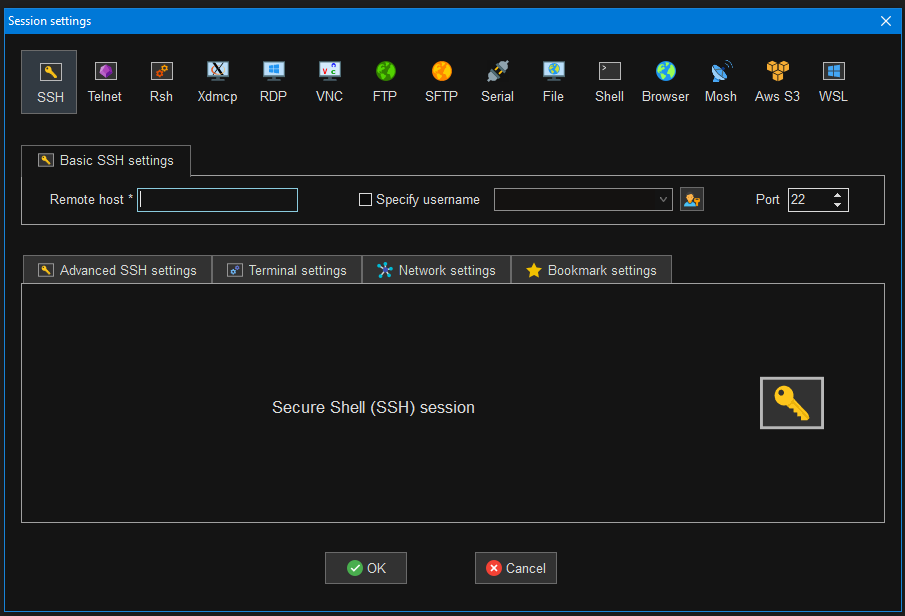 Session settings
SSH Telnet Rsh Xdmcp RDP VNC FTP SFTP Serial File Shell Browser Mosh Aws S3 WSL
Basic SSH settings
Remote host * Specify username Port 22
Advanced SSH settings Terminal settings Network settings Bookmark settings
Secure Shell (SSH) session
OK Cancel